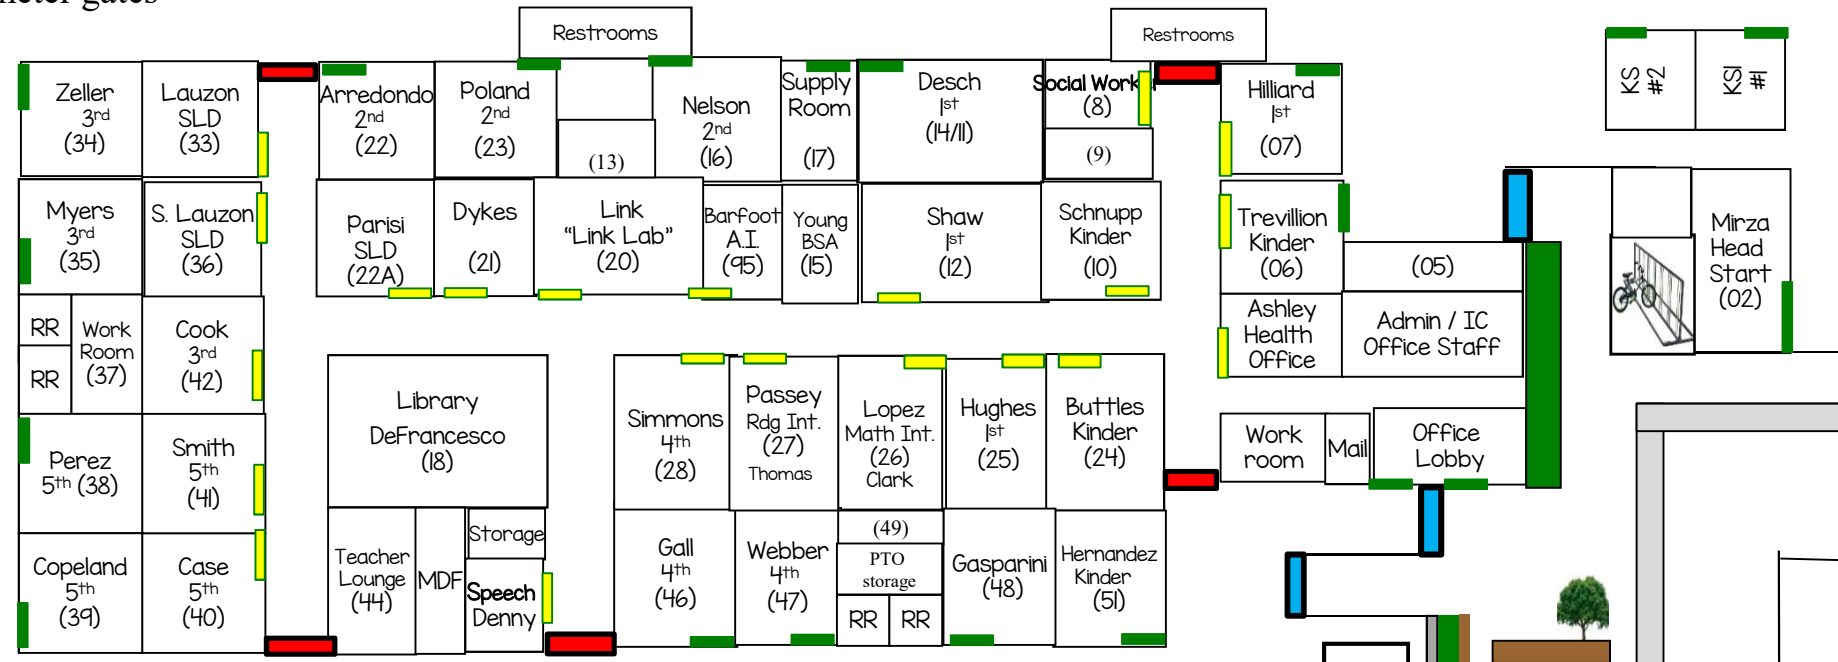 meter gates
Restrooms
Restrooms
Zeller
3rd
(34)
Lauzon
SLD
(33)
Arredondo
2nd
(22)
Poland
2nd
(23)
(13)
Nelson
2nd
(16)
Supply
Room
(17)
Desch
1st
(14/11)
(8)
(9)
Hilliard
1st
(07)
KS
#2
KSI
#1
Myers
3rd
(35)
S. Lauzon
SLD
(36)
Parisi
SLD
(22A)
Dykes
(21)
Link
“Link Lab”
(20)
Barfoot
A.I.
(95)
Young
BSA
(15)
Shaw
1st
(12)
Schnupp
Kinder
(10)
Trevillion
Kinder
(06)
(05)
Mirza
Head
Start
(02)
RR
RR
Work
Room
(37)
Cook
3rd
(42)
Ashley
Health
Office
Admin / IC
Office Staff
Library
DeFrancesco
(18)
Simmons
4th
(28)
Passey
Rdg Int.
(27)
Thomas
Lopez
Math Int.
(26)
Clark
Hughes
1st
(25)
Buttles
Kinder
(24)
Work
room
Mail
Office
Lobby
Perez
5th (38)
Smith
5th
(41)
Copeland
5th
(39)
Case
5th
(40)
Teacher
Lounge
(44)
MDF
Storage
Speech
Denny
Gall
4th
(46)
Webber
4th
(47)
(49)
PTO
storage
RR
RR
Gasparini
(48)
Hernandez
Kinder
(51)